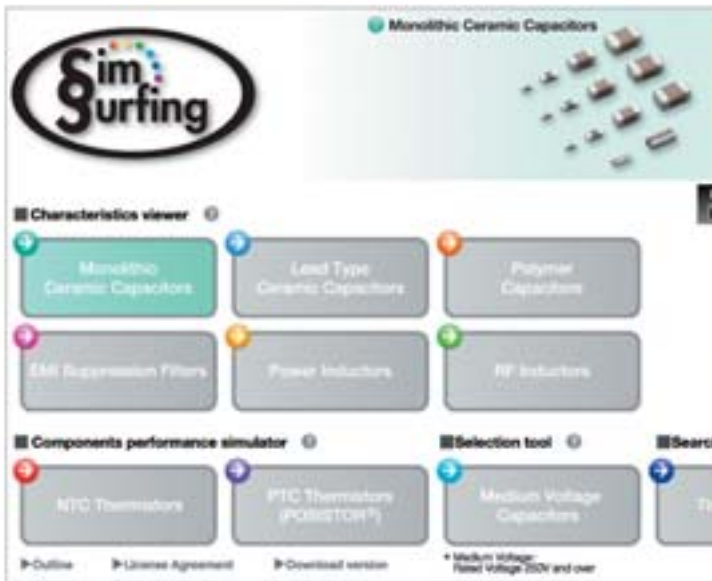 Sim
Surfing
Monolithic Ceramic Capacitors
Characteristics viewer
Monolithic
Ceramic Capacitors
Lead Type
Ceramic Capacitors
Polymer
Capacitors
EMI Suppression Filters
Power Inductors
RF Inductors
Components performance simulator
Selection tool
Searc
NTC Thermistors
PTC Thermistors
(POSISTOR®)
Medium Voltage
Capacitors
Outline
License Agreement
Download version
* Medium Voltage:
Rated Voltage 250V and over